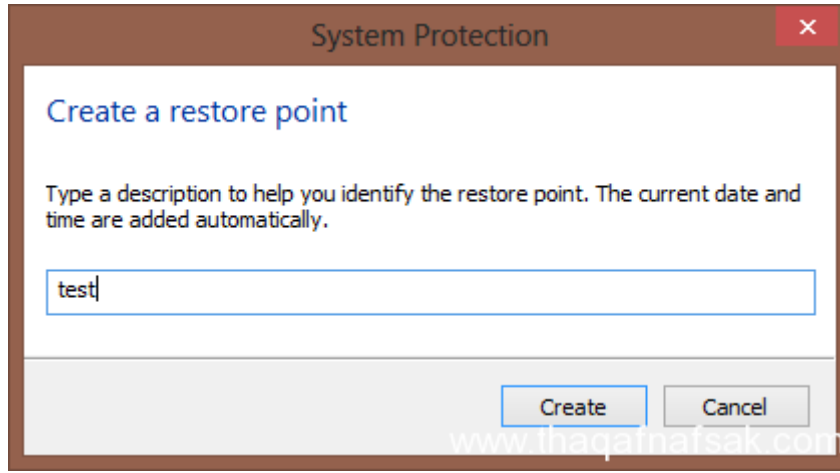 System Protection
Create a restore point
Type a description to help you identify the restore point. The current date and
time are added automatically.
test
Create Cancel
www.thaqafnafsak.com